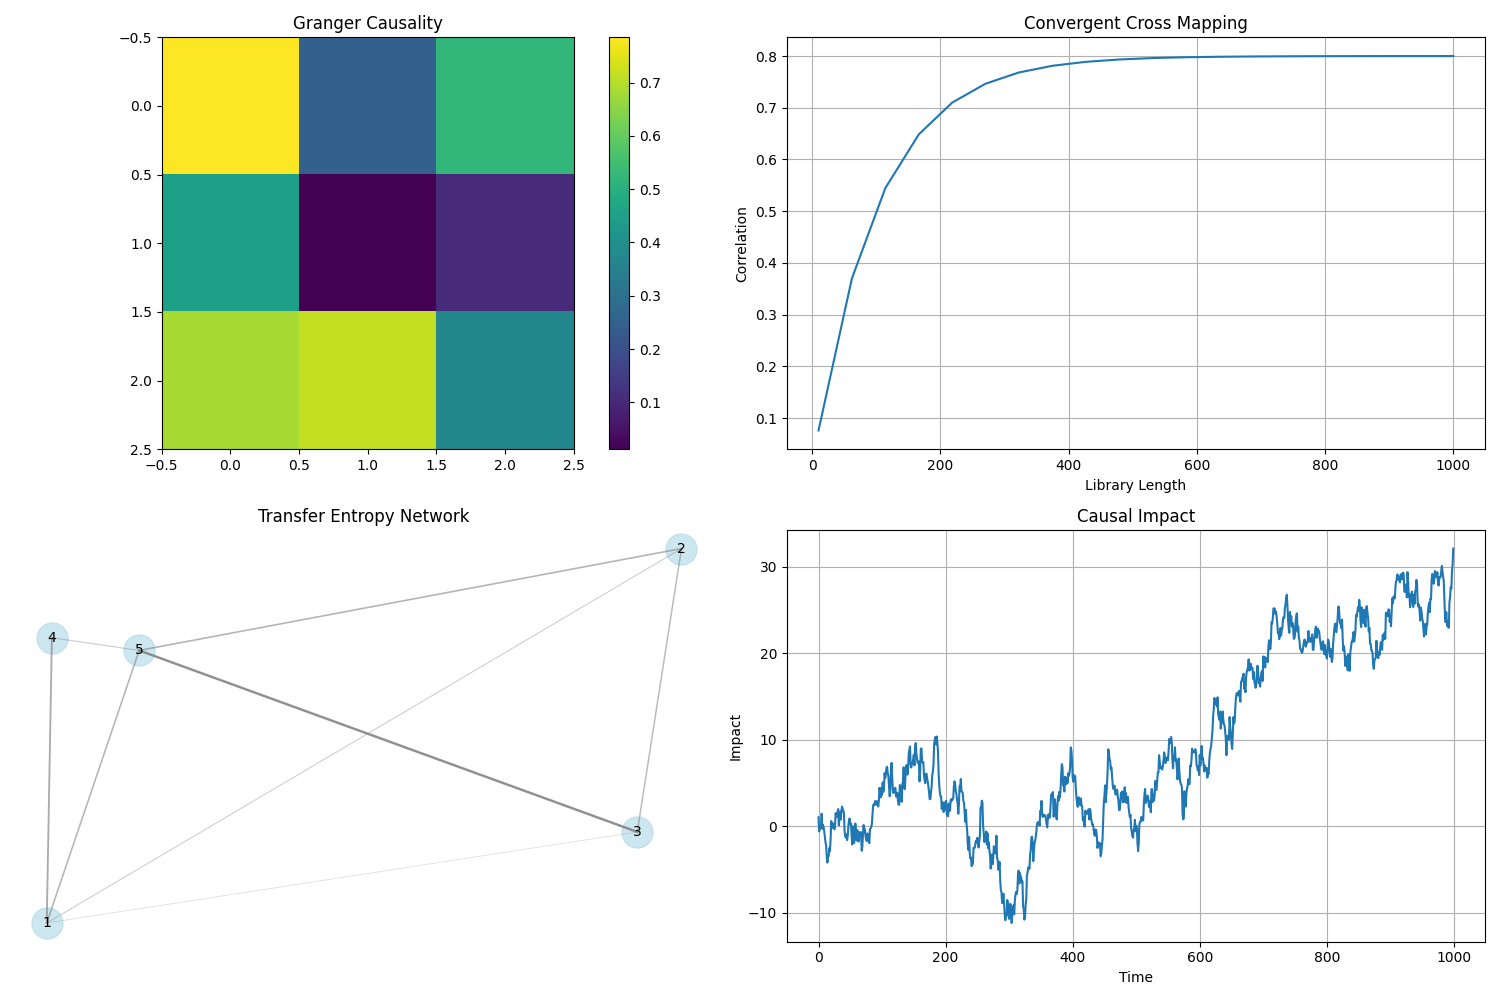 Granger Causality
−0.5
0.0
0.5
1.0
1.5
2.0
2.5
−0.5 0.0 0.5 1.0 1.5 2.0 2.5
0.7
0.6
0.5
0.4
0.3
0.2
0.1
Convergent Cross Mapping
Correlation
0.8
0.7
0.6
0.5
0.4
0.3
0.2
0.1
0 200 400 600 800 1000
Library Length
Transfer Entropy Network
2
4
5
3
1
Causal Impact
Impact
30
20
10
0
−10
0 200 400 600 800 1000
Time